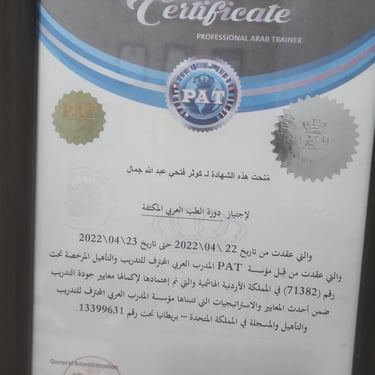 Certificate
PROFESSIONAL ARAB TRAINER
PAT
PAT
مُنحت هذه الشهادة لـ كوثر فتحي عبد الله جمال
لإجتياز دورة الطب العربي المكثفة
والتي عقدت من تاريخ 22 /04/ 2022 حتى تاريخ 23/04/2022
والتي عقدت من قبل مؤسسة PAT المدرب العربي المحترف للتدريب والتأهيل المرخصة تحت
رقم (71382) في المملكة الأردنية الهاشمية والتي تم إعتمادها لإكمالها معايير جودة التدريب
ضمن أحدث المعايير والاستراتيجيات التي تتبناها مؤسسة المدرب العربي المحترف للتدريب
والتأهيل والمسجلة في المملكة المتحدة – بريطانيا تحت رقم 13399631.
General Administration